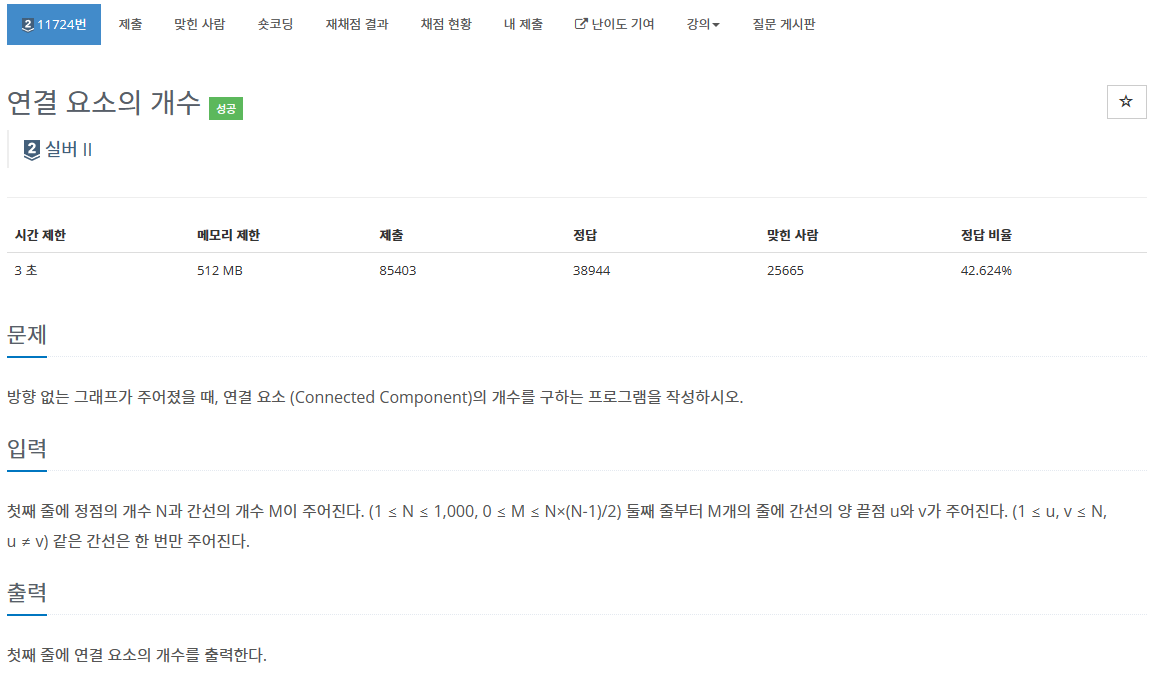 2 11724번 제출 맞힌 사람 숏코딩 재채점 결과 채점 현황 내 제출 난이도 기여 강의 질문 게시판
연결 요소의 개수 성공
2 실버 II
시간 제한 메모리 제한 제출 정답 맞힌 사람 정답 비율
3 초 512 MB 85403 38944 25665 42.624%
문제
방향 없는 그래프가 주어졌을 때, 연결 요소 (Connected Component)의 개수를 구하는 프로그램을 작성하시오.
입력
첫째 줄에 정점의 개수 N과 간선의 개수 M이 주어진다. (1 ≤ N ≤ 1,000, 0 ≤ M ≤ N×(N-1)/2) 둘째 줄부터 M개의 줄에 간선의 양 끝점 u와 v가 주어진다. (1 ≤ u, v ≤ N,
u ≠ v) 같은 간선은 한 번만 주어진다.
출력
첫째 줄에 연결 요소의 개수를 출력한다.